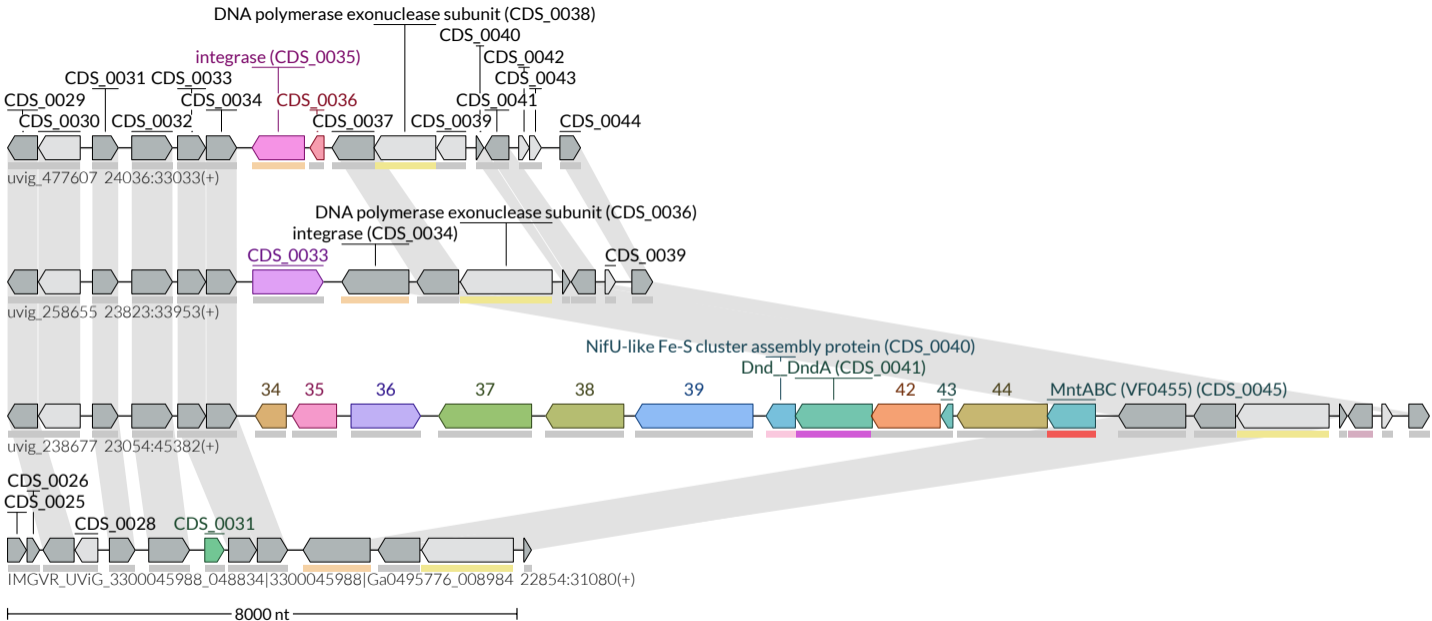 DNA polymerase exonuclease subunit (CDS_0038)
CDS_0040
integrase (CDS_0035) CDS_0042
CDS_0031 CDS_0033 CDS_0043
CDS_0029 CDS_0034 CDS_0036 CDS_0041
CDS_0030 CDS_0032 CDS_0037 CDS_0039 CDS_0044
uvig_477607 24036:33033(+)
DNA polymerase exonuclease subunit (CDS_0036)
integrase (CDS_0034)
CDS_0033 CDS_0039
uvig_258655 23823:33953(+)
NifU-like Fe-S cluster assembly protein (CDS_0040)
Dnd__DndA (CDS_0041)
34 35 36 37 38 39 42 43 44 MntABC (VF0455) (CDS_0045)
uvig_238677 23054:45382(+)
CDS_0026
CDS_0025
CDS_0028 CDS_0031
IMGVR_UViG_3300045988_048834|3300045988|Ga0495776_008984 22854:31080(+)
8000 nt